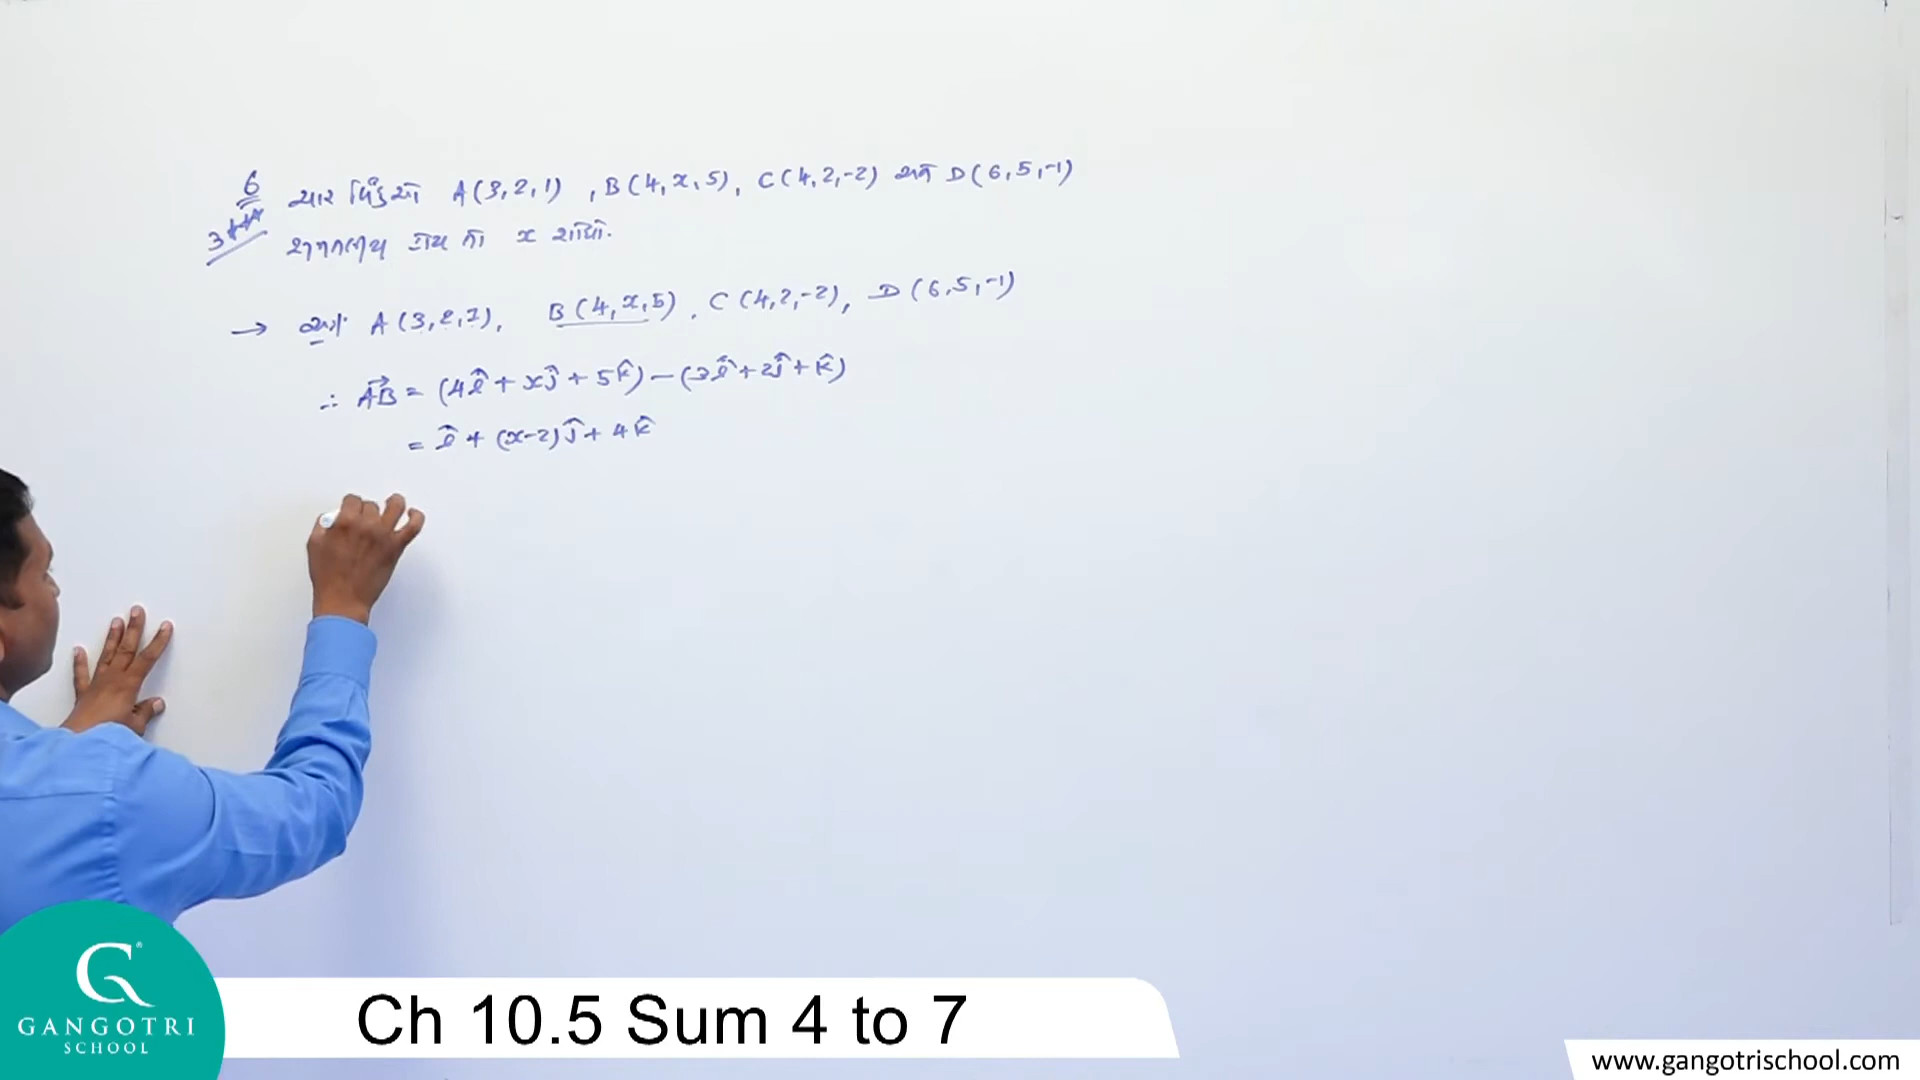 6 ચાર બિંદુઓ A(3,2,1) , B(4,x,5), C(4,2,-2) અને D(6,5,-1)
3
સમતલીય હોય તો x શોધો.
→ અહીં A(3,2,1), B(4,x,5), C(4,2,-2), D(6,5,-1)
∴ A⃗B⃗ = (4î + xĵ + 5k̂) - (3î + 2ĵ + k̂)
= î + (x-2)ĵ + 4k̂
GANGOTRI
SCHOOL
Ch 10.5 Sum 4 to 7
www.gangotrischool.com